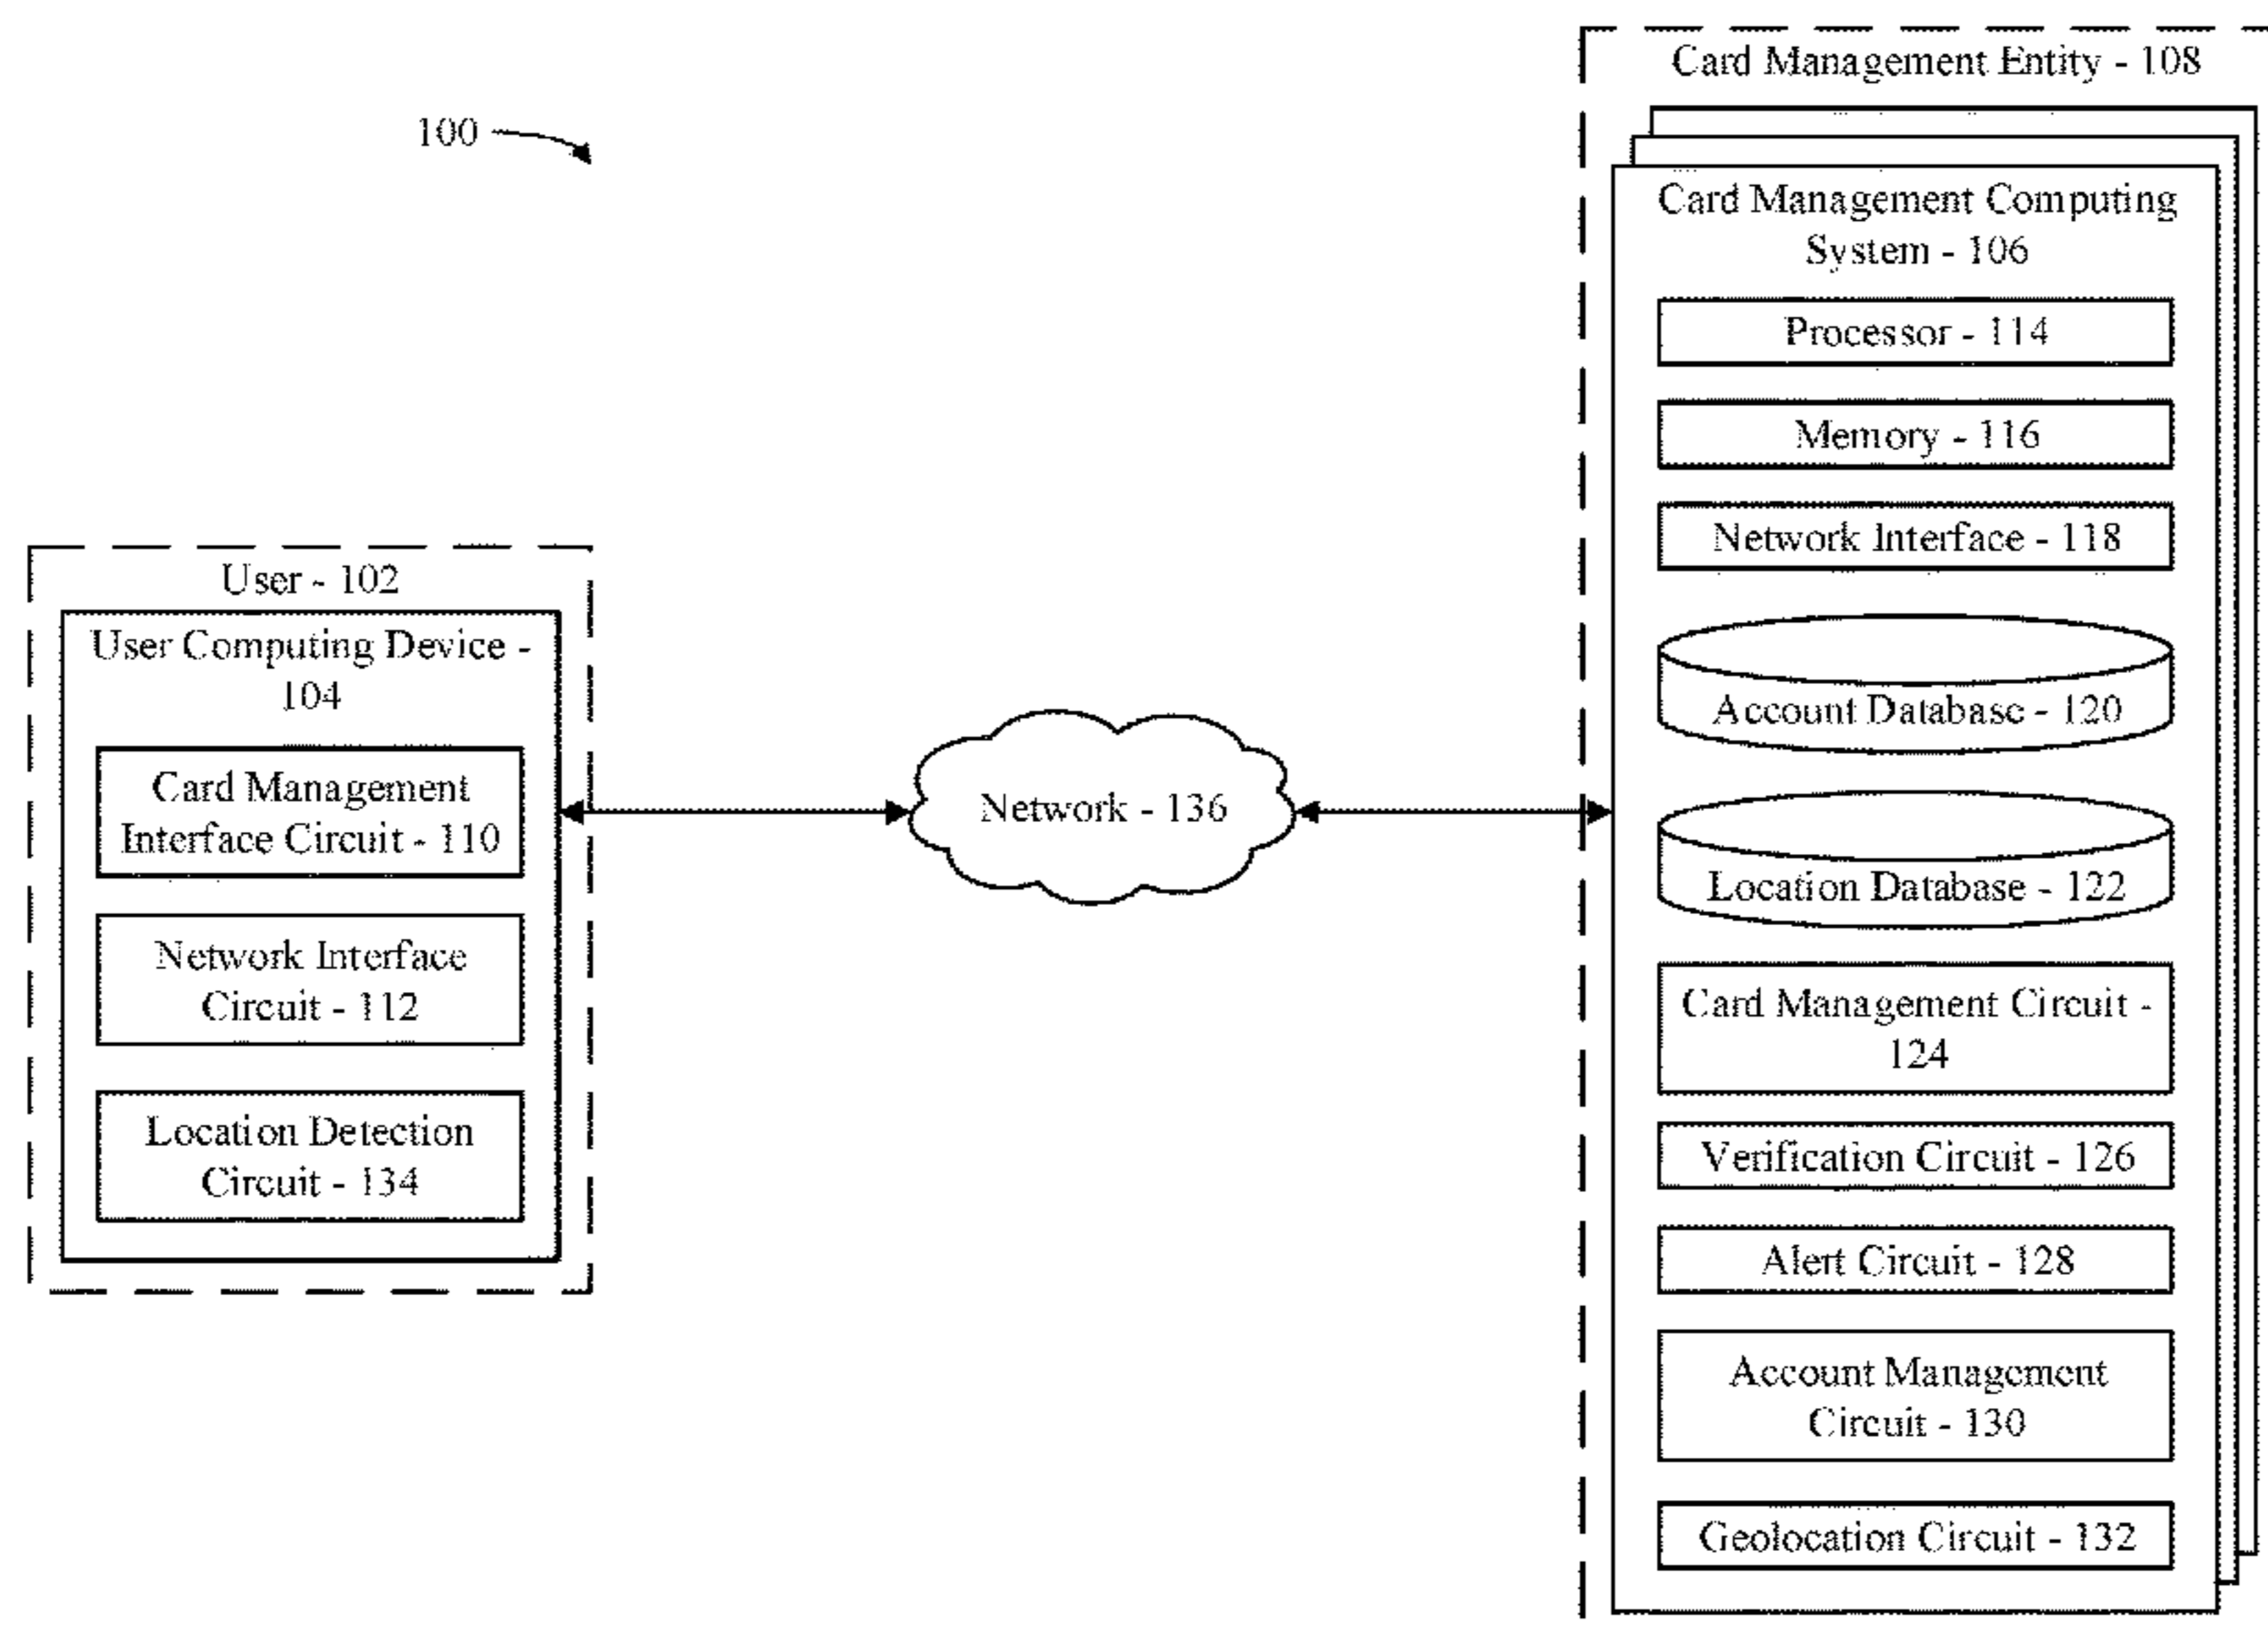 100
User - 102
User Computing Device -
104
Card Management
Interface Circuit - 110
Network Interface
Circuit - 112
Location Detection
Circuit - 134
Network - 136
Card Management Entity - 108
Card Management Computing
System - 106
Processor - 114
Memory - 116
Network Interface - 118
Account Database - 120
Location Database - 122
Card Management Circuit -
124
Verification Circuit - 126
Alert Circuit - 128
Account Management
Circuit - 130
Geolocation Circuit - 132